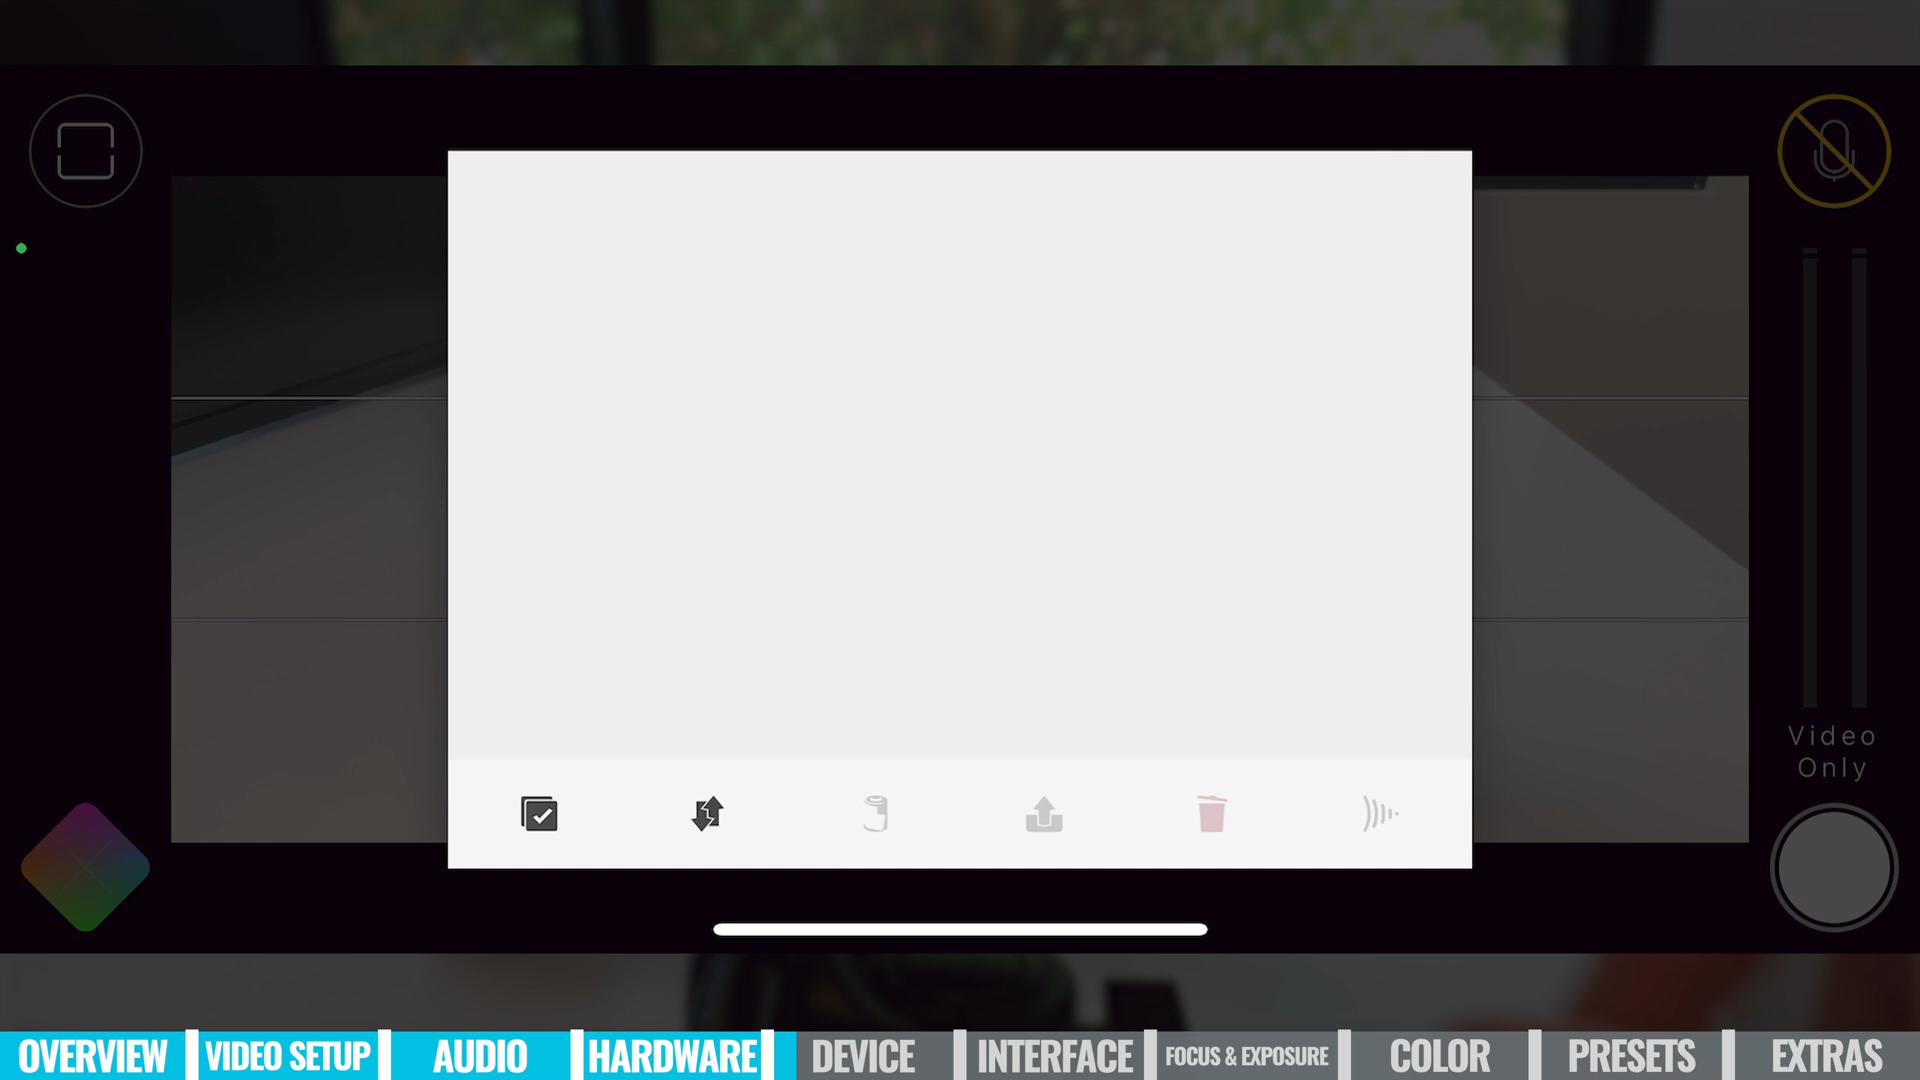 Video
Only
OVERVIEW
VIDEO SETUP
AUDIO
HARDWARE
DEVICE
INTERFACE
FOCUS & EXPOSURE
COLOR
PRESETS
EXTRAS